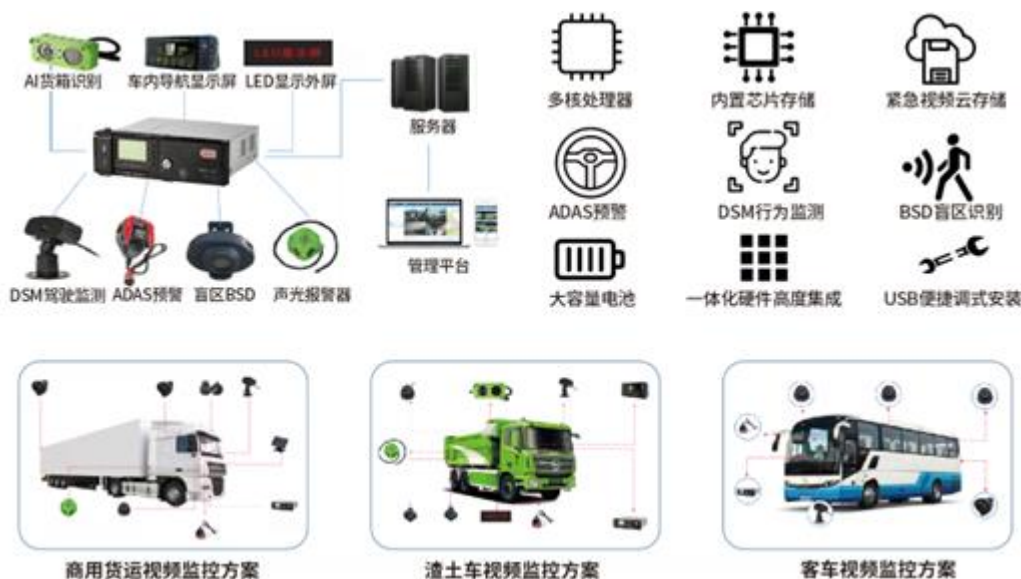 AI货箱识别
车内导航显示屏
LED显示外屏
服务器
DSM驾驶监测
ADAS预警
盲区BSD
声光报警器
管理平台
多核处理器
内置芯片存储
紧急视频云存储
ADAS预警
DSM行为监测
BSD盲区识别
大容量电池
一体化硬件高度集成
USB便捷调式安装
商用货运视频监控方案
渣土车视频监控方案
客车视频监控方案